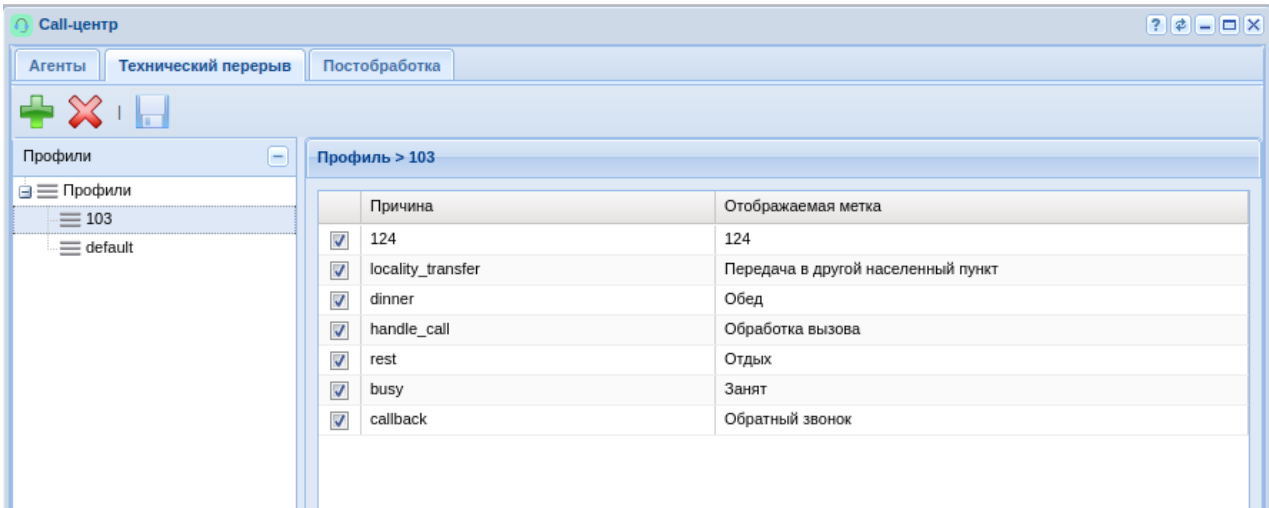 Call-центр
Агенты Технический перерыв Постобработка
Профили
Профиль > 103
Профили
103
default
Причина Отображаемая метка
124 124
locality_transfer Передача в другой населенный пункт
dinner Обед
handle_call Обработка вызова
rest Отдых
busy Занят
callback Обратный звонок